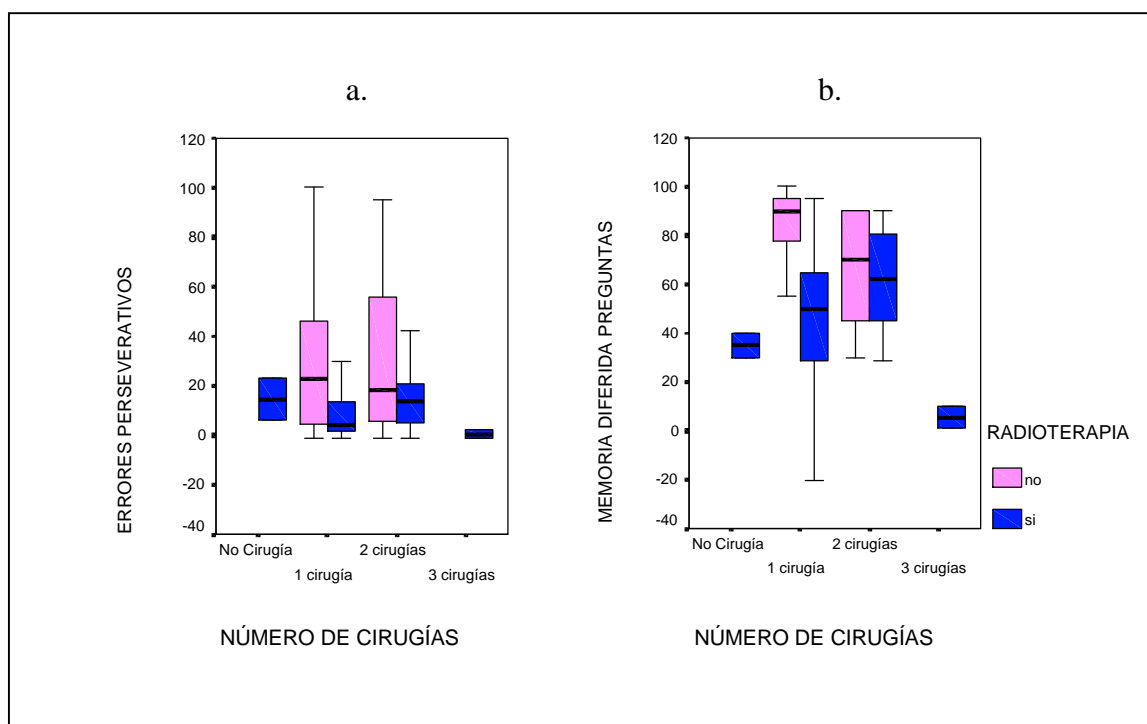 a.
120
100
80
60
40
20
0
-20
-40
ERRORES PERSEVERATIVOS
No Cirugía
1 cirugía
2 cirugías
3 cirugías
NÚMERO DE CIRUGÍAS
b.
120
100
80
60
40
20
0
-20
-40
MEMORIA DIFERIDA PREGUNTAS
No Cirugía
1 cirugía
2 cirugías
3 cirugías
NÚMERO DE CIRUGÍAS
RADIOTERAPIA
no
si